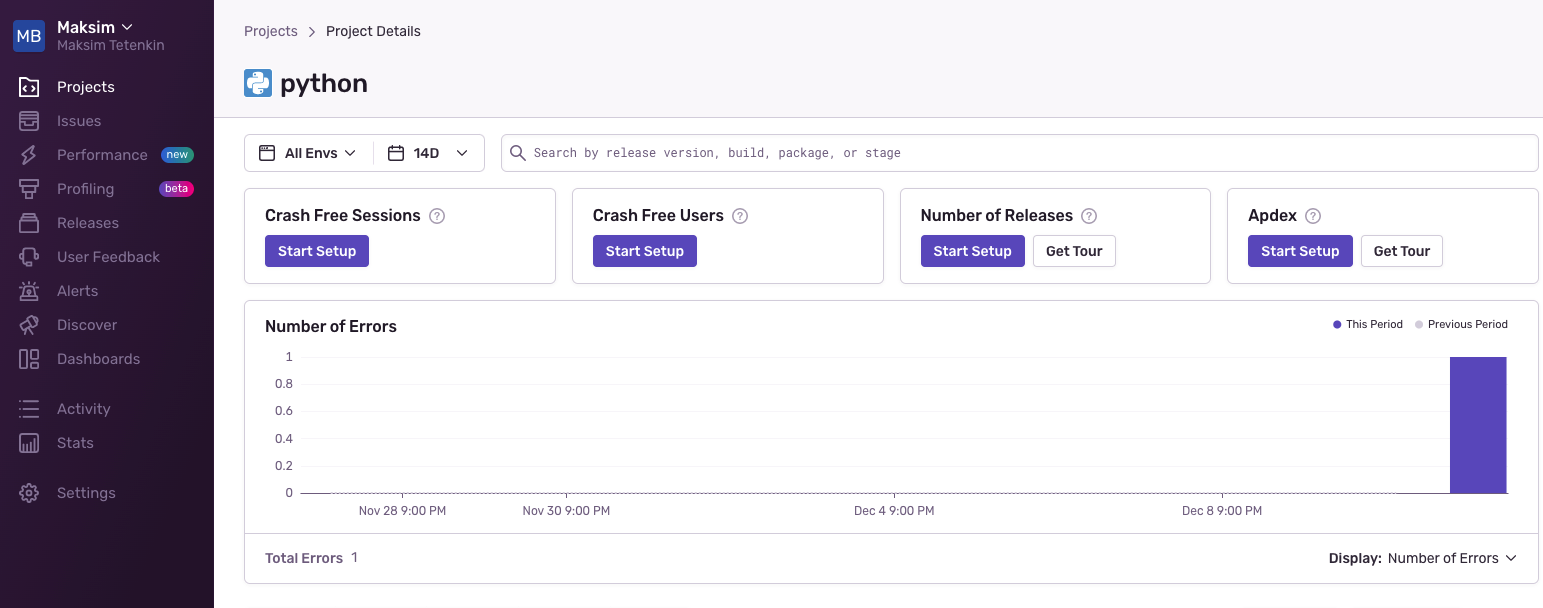 MB
Maksim
Maksim Tetenkin
Projects
Issues
Performance new
Profiling beta
Releases
User Feedback
Alerts
Discover
Dashboards
Activity
Stats
Settings
Projects Project Details
python
All Envs 14D Search by release version, build, package, or stage
Crash Free Sessions ?
Start Setup
Crash Free Users ?
Start Setup
Number of Releases ?
Start Setup Get Tour
Apdex ?
Start Setup Get Tour
Number of Errors
This Period Previous Period
1
0.8
0.6
0.4
0.2
0
Nov 28 9:00 PM Nov 30 9:00 PM Dec 4 9:00 PM Dec 8 9:00 PM
Total Errors 1
Display: Number of Errors